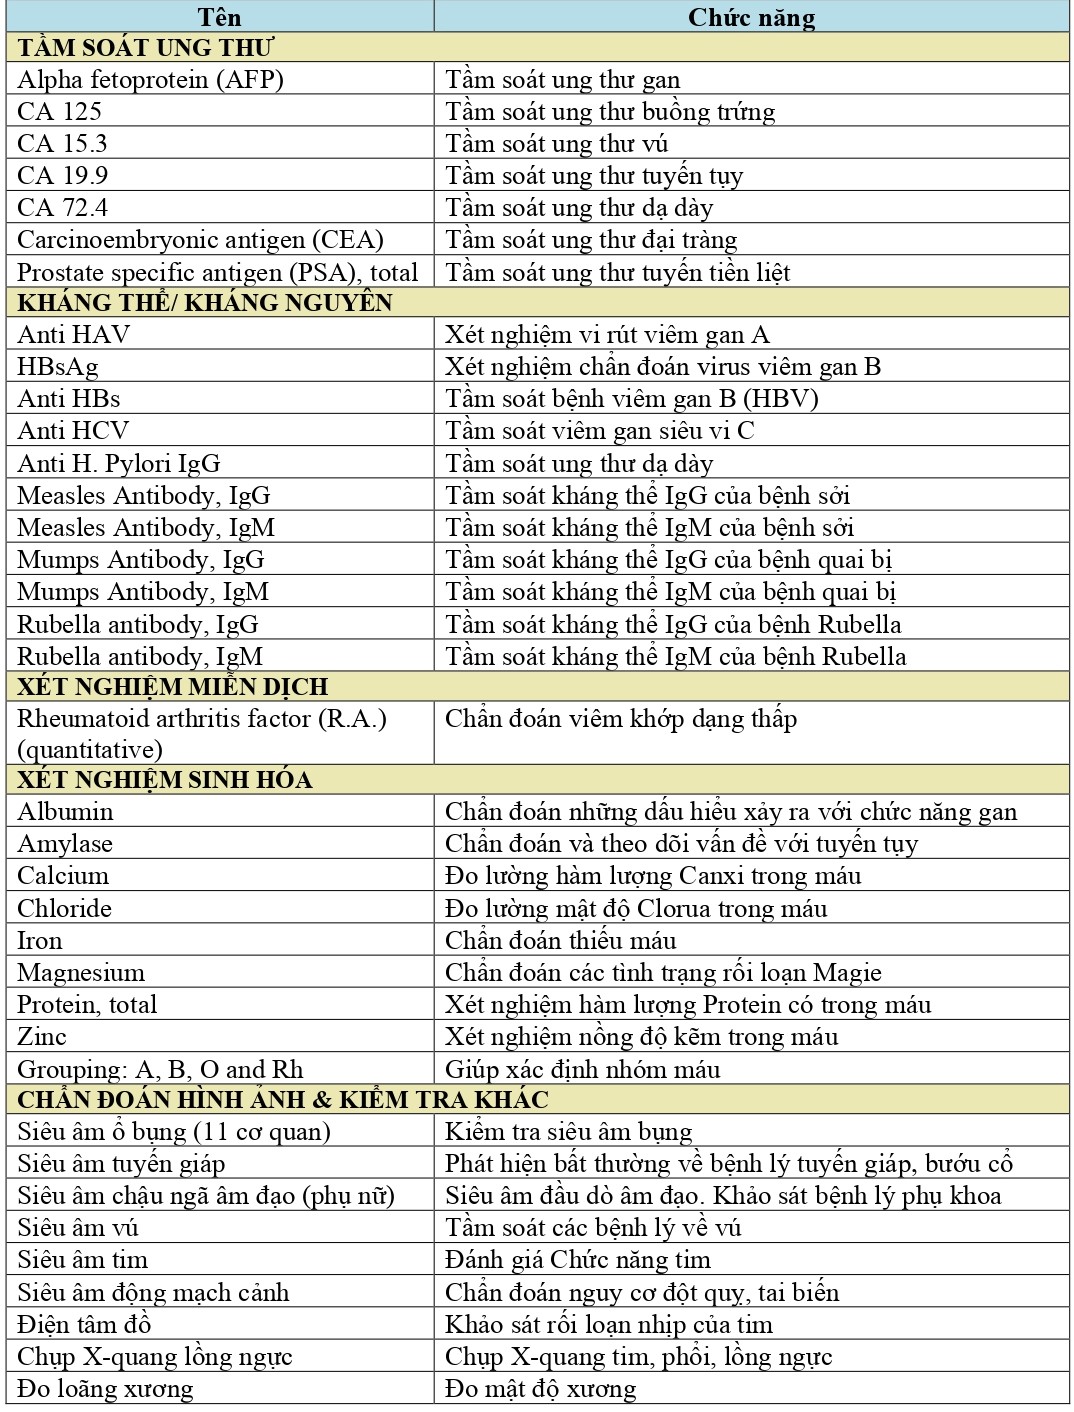 Tên Chức năng
TẦM SOÁT UNG THƯ
Alpha fetoprotein (AFP) Tầm soát ung thư gan
CA 125 Tầm soát ung thư buồng trứng
CA 15.3 Tầm soát ung thư vú
CA 19.9 Tầm soát ung thư tuyến tụy
CA 72.4 Tầm soát ung thư dạ dày
Carcinoembryonic antigen (CEA) Tầm soát ung thư đại tràng
Prostate specific antigen (PSA), total Tầm soát ung thư tuyến tiền liệt
KHÁNG THỂ/ KHÁNG NGUYÊN
Anti HAV Xét nghiệm vi rút viêm gan A
HBsAg Xét nghiệm chẩn đoán virus viêm gan B
Anti HBs Tầm soát bệnh viêm gan B (HBV)
Anti HCV Tầm soát viêm gan siêu vi C
Anti H. Pylori IgG Tầm soát ung thư dạ dày
Measles Antibody, IgG Tầm soát kháng thể IgG của bệnh sởi
Measles Antibody, IgM Tầm soát kháng thể IgM của bệnh sởi
Mumps Antibody, IgG Tầm soát kháng thể IgG của bệnh quai bị
Mumps Antibody, IgM Tầm soát kháng thể IgM của bệnh quai bị
Rubella antibody, IgG Tầm soát kháng thể IgG của bệnh Rubella
Rubella antibody, IgM Tầm soát kháng thể IgM của bệnh Rubella
XÉT NGHIỆM MIỄN DỊCH
Rheumatoid arthritis factor (R.A.) Chẩn đoán viêm khớp dạng thấp
(quantitative)
XÉT NGHIỆM SINH HÓA
Albumin Chẩn đoán những dấu hiểu xảy ra với chức năng gan
Amylase Chẩn đoán và theo dõi vấn đề với tuyến tụy
Calcium Đo lường hàm lượng Canxi trong máu
Chloride Đo lường mật độ Clorua trong máu
Iron Chẩn đoán thiếu máu
Magnesium Chẩn đoán các tình trạng rối loạn Magie
Protein, total Xét nghiệm hàm lượng Protein có trong máu
Zinc Xét nghiệm nồng độ kẽm trong máu
Grouping: A, B, O and Rh Giúp xác định nhóm máu
CHẨN ĐOÁN HÌNH ẢNH & KIỂM TRA KHÁC
Siêu âm ổ bụng (11 cơ quan) Kiểm tra siêu âm bụng
Siêu âm tuyến giáp Phát hiện bất thường về bệnh lý tuyến giáp, bướu cổ
Siêu âm chậu ngã âm đạo (phụ nữ) Siêu âm đầu dò âm đạo. Khảo sát bệnh lý phụ khoa
Siêu âm vú Tầm soát các bệnh lý về vú
Siêu âm tim Đánh giá Chức năng tim
Siêu âm động mạch cảnh Chẩn đoán nguy cơ đột quỵ, tai biến
Điện tâm đồ Khảo sát rối loạn nhịp của tim
Chụp X-quang lồng ngực Chụp X-quang tim, phổi, lồng ngực
Đo loãng xương Đo mật độ xương